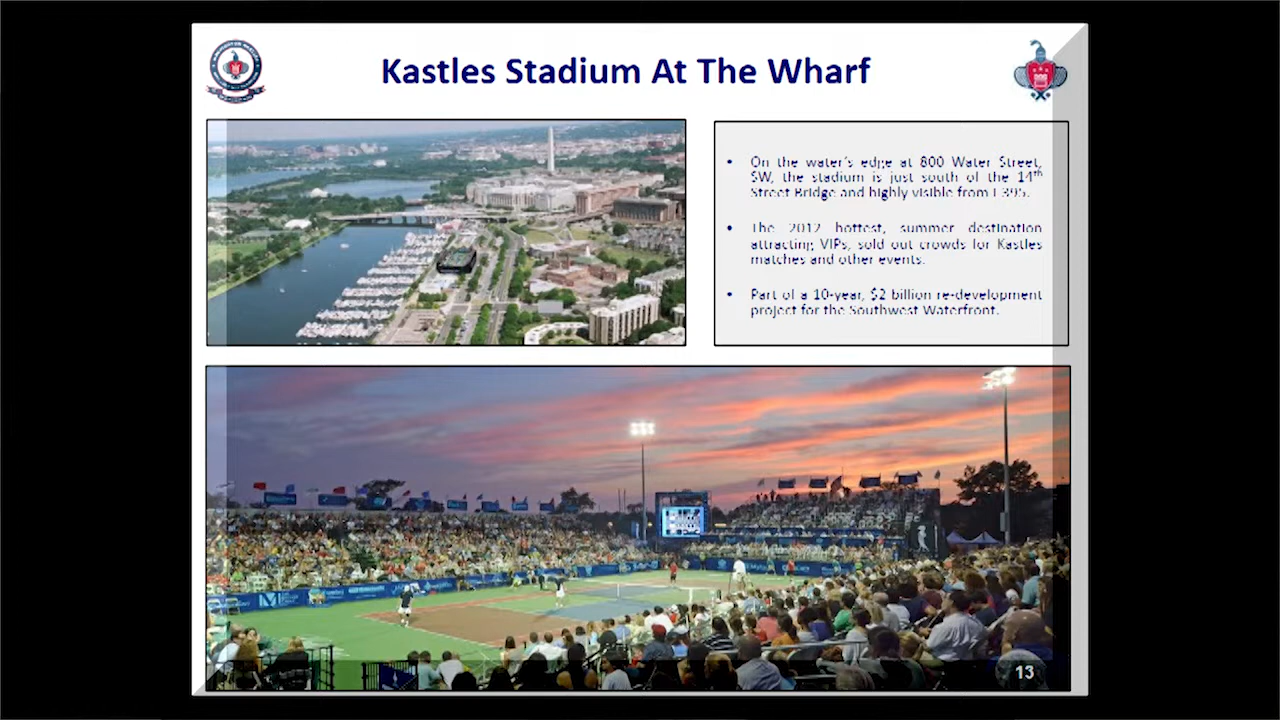 Kastles Stadium At The Wharf
• On the water's edge at 800 Water Street,
SW, the stadium is just south of the 14th
Street Bridge and highly visible from I-395.
• The 2012 hottest, summer destination
attracting VIPs, sold out crowds for Kastles
matches and other events.
• Part of a 10-year, $2 billion re-development
project for the Southwest Waterfront.
13